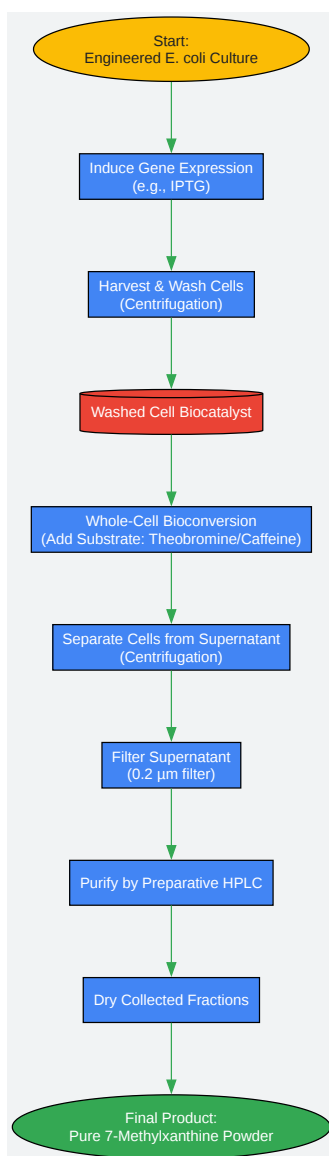 Start:
Engineered E. coli Culture
Induce Gene Expression
(e.g., IPTG)
Harvest & Wash Cells
(Centrifugation)
Washed Cell Biocatalyst
Whole-Cell Bioconversion
(Add Substrate: Theobromine/Caffeine)
Separate Cells from Supernatant
(Centrifugation)
Filter Supernatant
(0.2 µm filter)
Purify by Preparative HPLC
Dry Collected Fractions
Final Product:
Pure 7-Methylxanthine Powder